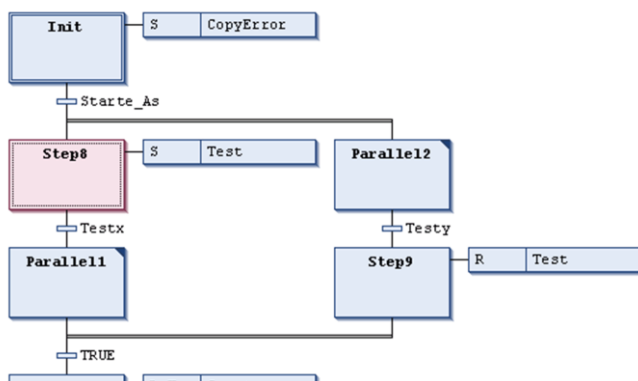 Init
S CopyError
Starte_As
Step8
S Test
Parallel2
Testx
Testy
Parallel1
Step9
R Test
TRUE